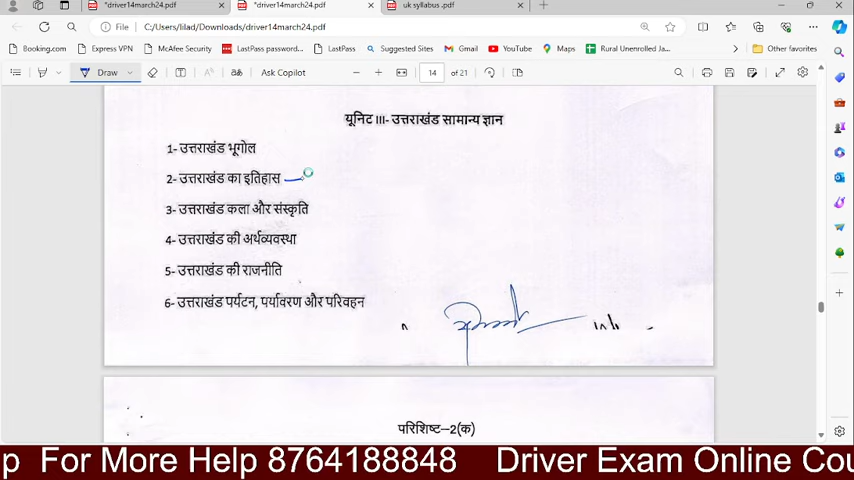 *driver14march24.pdf
*driver14march24.pdf
uk syllabus .pdf
File
C:/Users/lilad/Downloads/driver14march24.pdf
Booking.com
Express VPN
McAfee Security
LastPass password...
LastPass
Suggested Sites
Gmail
YouTube
Maps
Rural Unenrolled Ja...
Other favorites
Draw
Ask Copilot
14 of 21
यूनिट III- उत्तराखंड सामान्य ज्ञान
1- उत्तराखंड भूगोल
2- उत्तराखंड का इतिहास
3- उत्तराखंड कला और संस्कृति
4- उत्तराखंड की अर्थव्यवस्था
5- उत्तराखंड की राजनीति
6- उत्तराखंड पर्यटन, पर्यावरण और परिवहन
परिशिष्ट-2(क)
p For More Help 8764188848 Driver Exam Online Cou